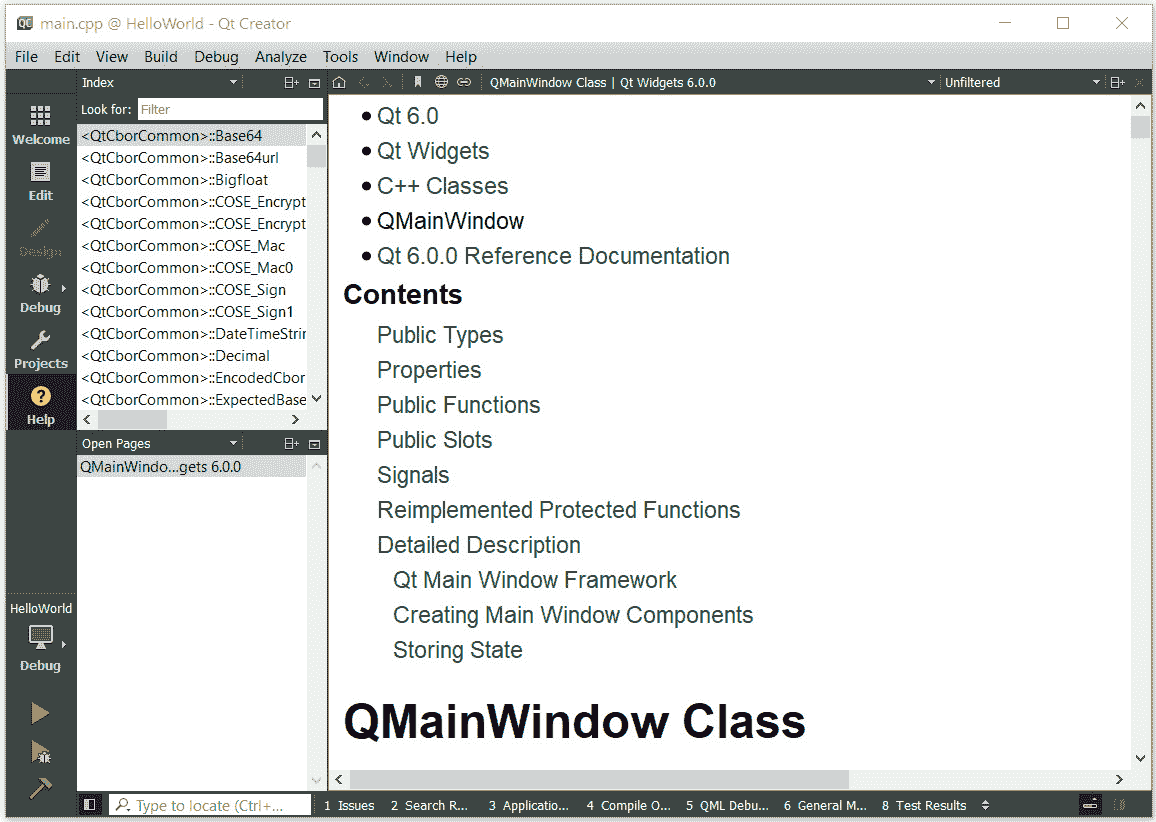 QC main.cpp @ HelloWorld - Qt Creator
File Edit View Build Debug Analyze Tools Window Help
Index
QMainWindow Class | Qt Widgets 6.0.0
Unfiltered
Look for: Filter
Welcome
Edit
Design
Debug
Projects
Help
<QtCborCommon>::Base64
<QtCborCommon>::Base64url
<QtCborCommon>::Bigfloat
<QtCborCommon>::COSE_Encrypt
<QtCborCommon>::COSE_Encrypt
<QtCborCommon>::COSE_Mac
<QtCborCommon>::COSE_Mac0
<QtCborCommon>::COSE_Sign
<QtCborCommon>::COSE_Sign1
<QtCborCommon>::DateTimeStrin
<QtCborCommon>::Decimal
<QtCborCommon>::EncodedCbor
<QtCborCommon>::ExpectedBase
Open Pages
QMainWindo...gets 6.0.0
• Qt 6.0
• Qt Widgets
• C++ Classes
• QMainWindow
• Qt 6.0.0 Reference Documentation
Contents
Public Types
Properties
Public Functions
Public Slots
Signals
Reimplemented Protected Functions
Detailed Description
Qt Main Window Framework
Creating Main Window Components
Storing State
QMainWindow Class
HelloWorld
Debug
Type to locate (Ctrl+...
1 Issues 2 Search R... 3 Applicatio... 4 Compile O... 5 QML Debu... 6 General M... 8 Test Results